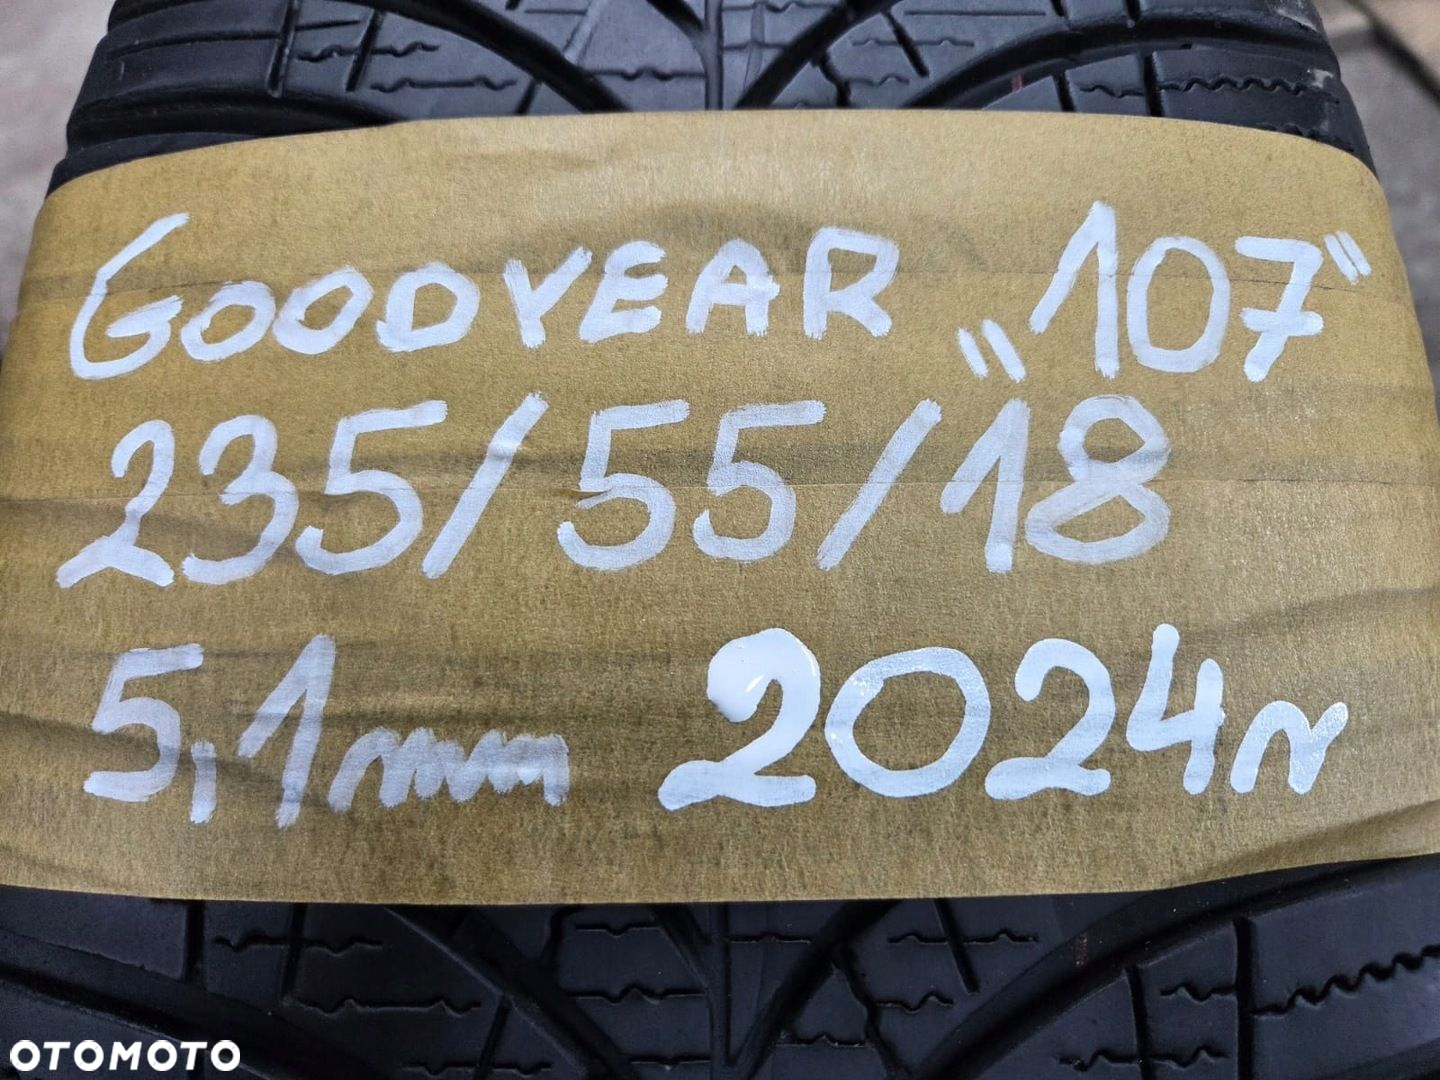 GOODYEAR „107”
235/55/18
5,1mm 2024r
OTOMOTO